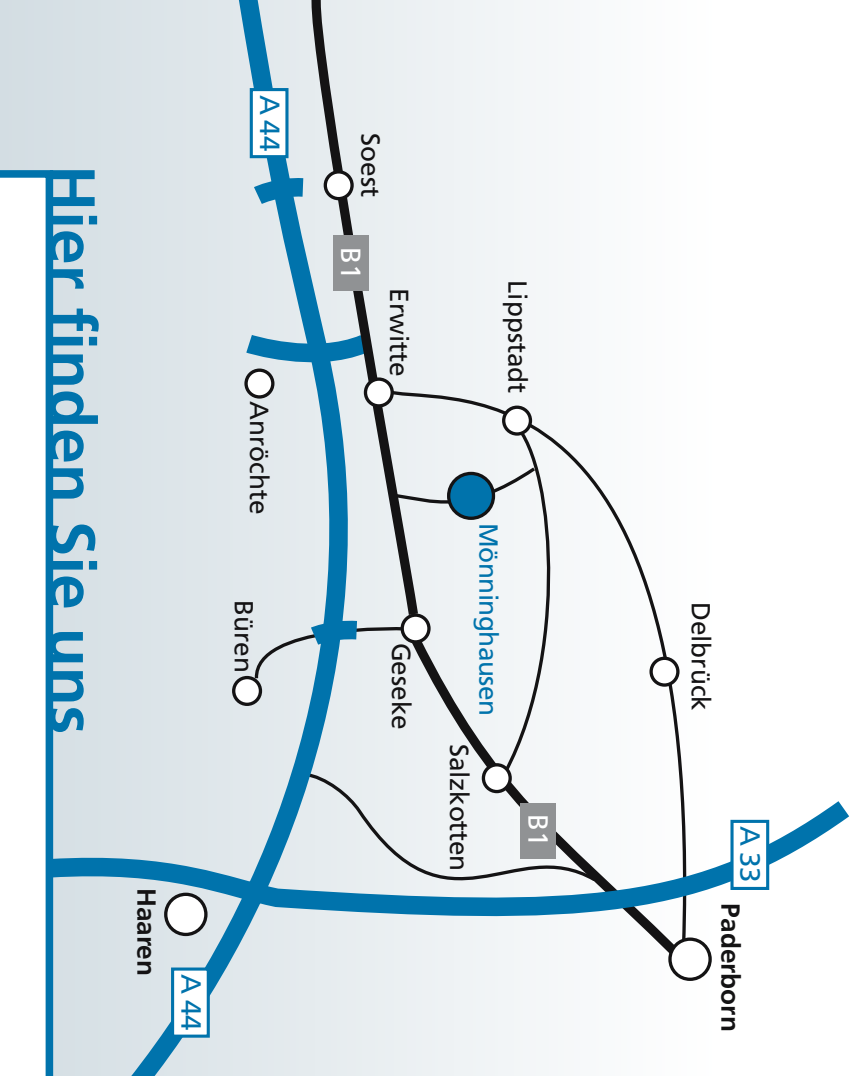 Paderborn
A 33
Delbrück
Lippstadt
B1
Salzkotten
Mönninghausen
Erwitte
Geseke
Soest
B1
A 44
Anröchte
Büren
A 44
Haaren
Hier finden Sie uns